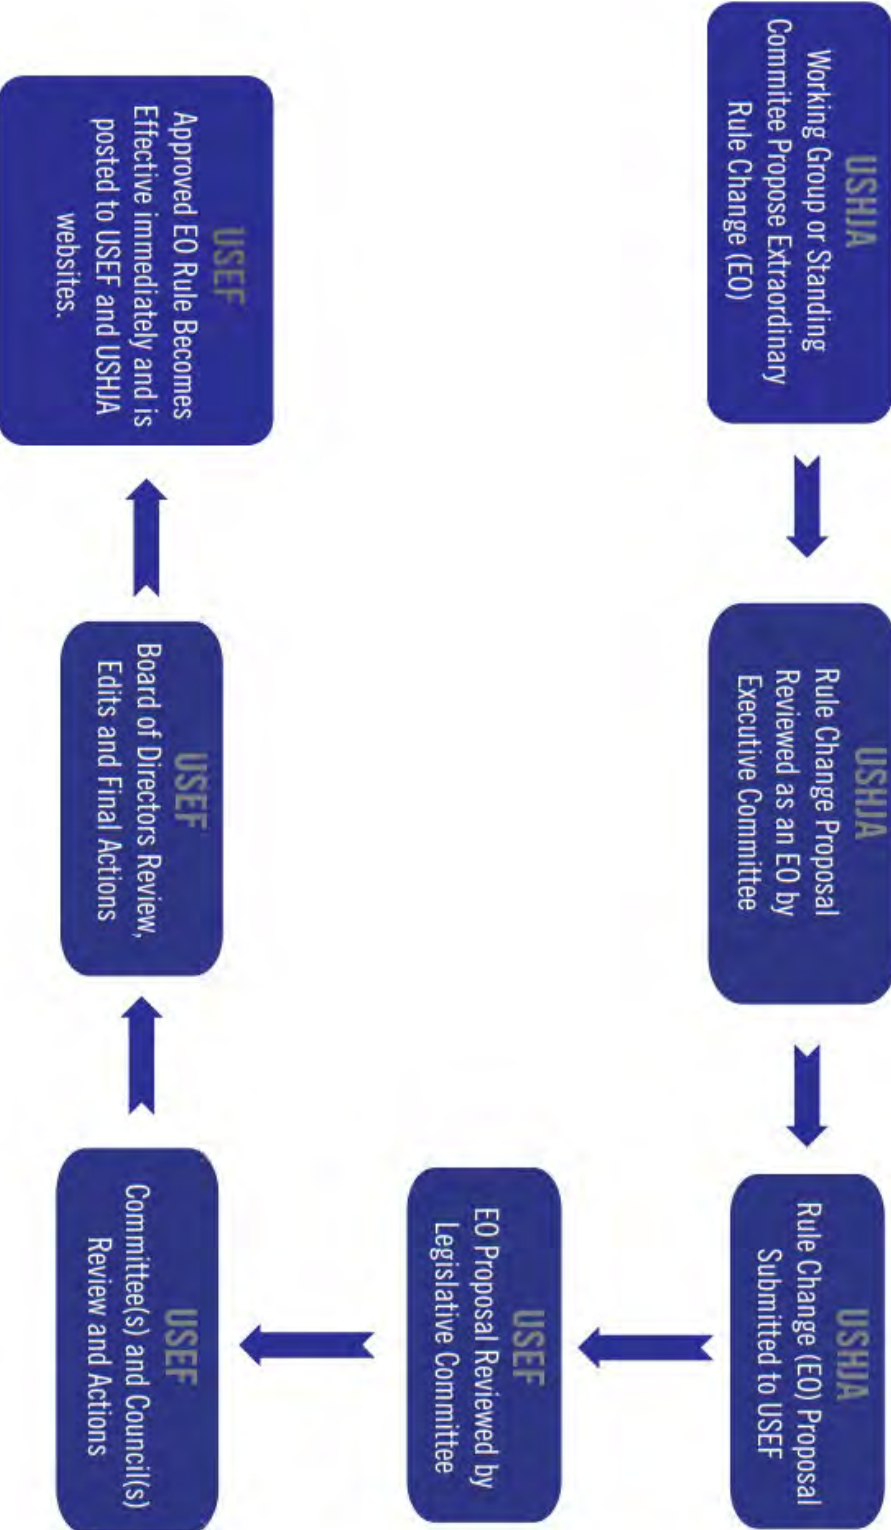 USHJA
Working Group or Standing
Commitee Propose Extraordinary
Rule Change (EO)
USHJA
Rule Change Proposal
Reviewed as an EO by
Executive Committee
USHJA
Rule Change (EO) Proposal
Submitted to USEF
USEF
EO Proposal Reviewed by
Legislative Committee
USEF
Committee(s) and Council(s)
Review and Actions
USEF
Board of Directors Review,
Edits and Final Actions
USEF
Approved EO Rule Becomes
Effective immediately and is
posted to USEF and USHJA
websites.